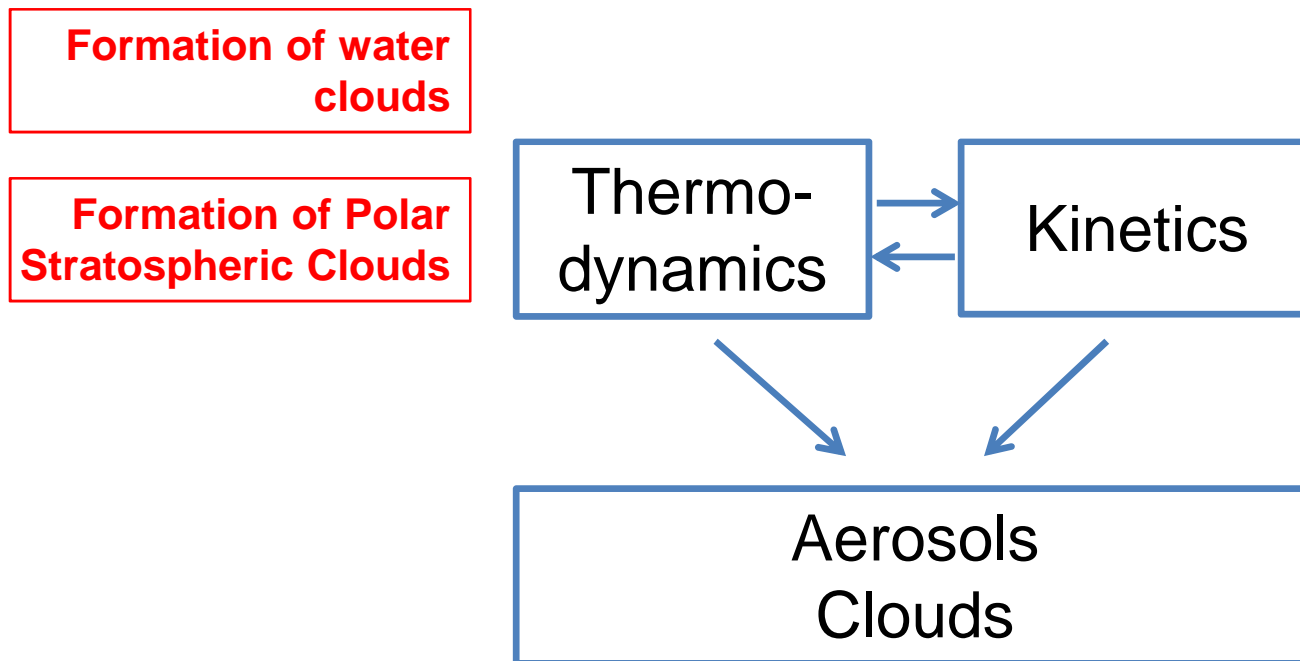 Formation of water
clouds
Formation of Polar
Stratospheric Clouds
Thermo-
dynamics
Kinetics
Aerosols
Clouds